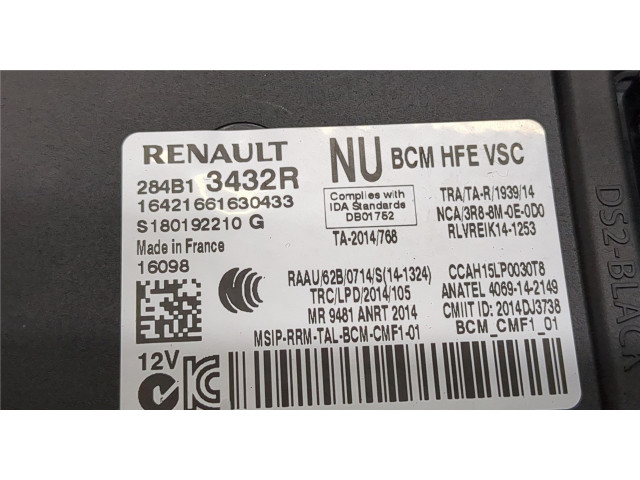 RENAULT NU BCM HFE VSC
284B1 3432R
16421661630433
S180192210 G
Made in France
16098
Complies with
IDA Standards
DB01752
TA-2014/768
TRA/TA-R/1939/14
NCA/3R8-8M-0E-0D0
RLVREIK14-1253
RAAU/62B/0714/S(14-1324)
TRC/LPD/2014/105
MR 9481 ANRT 2014
MSIP-RRM-TAL-BCM-CMF1-01
CCAH15LP0030T8
ANATEL 4069-14-2149
CMIIT ID: 2014DJ3738
BCM_CMF1_01
12V
DS2-BLACK